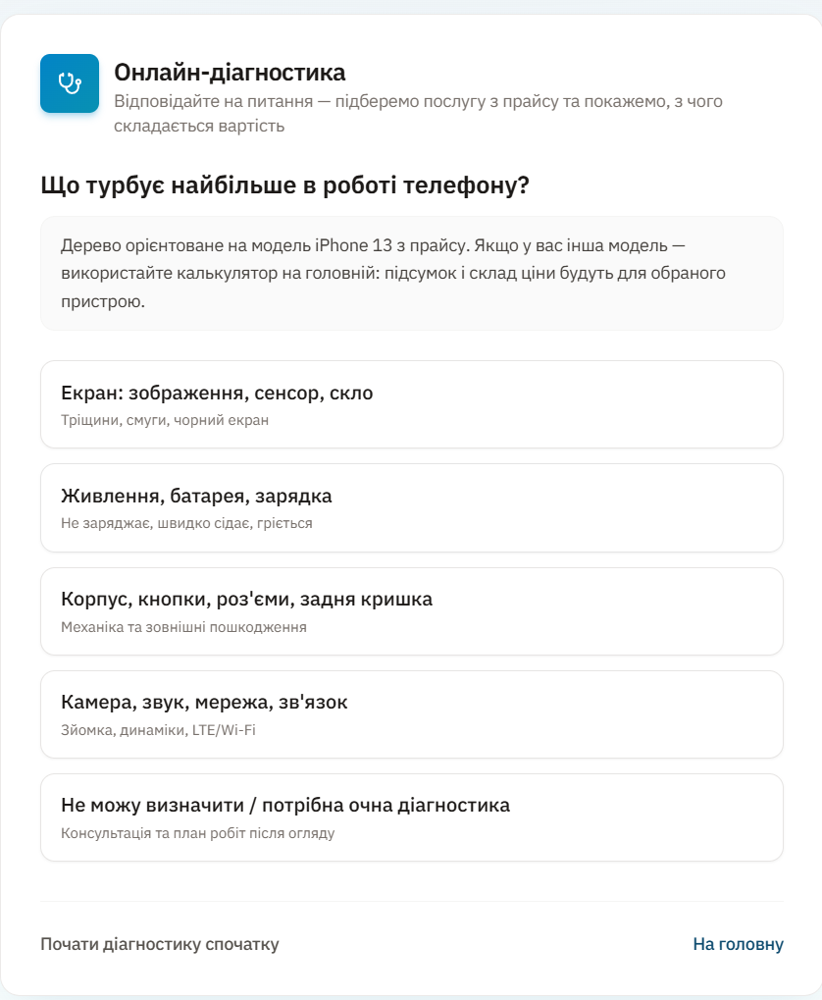 Онлайн-діагностика
Відповідайте на питання — підберемо послугу з прайсу та покажемо, з чого
складається вартість
Що турбує найбільше в роботі телефону?
Дерево орієнтоване на модель iPhone 13 з прайсу. Якщо у вас інша модель —
використайте калькулятор на головній: підсумок і склад ціни будуть для обраного
пристрою.
Екран: зображення, сенсор, скло
Тріщини, смуги, чорний екран
Живлення, батарея, зарядка
Не заряджає, швидко сідає, гріється
Корпус, кнопки, роз'єми, задня кришка
Механіка та зовнішні пошкодження
Камера, звук, мережа, зв'язок
Зйомка, динаміки, LTE/Wi-Fi
Не можу визначити / потрібна очна діагностика
Консультація та план робіт після огляду
Почати діагностику спочатку
На головну